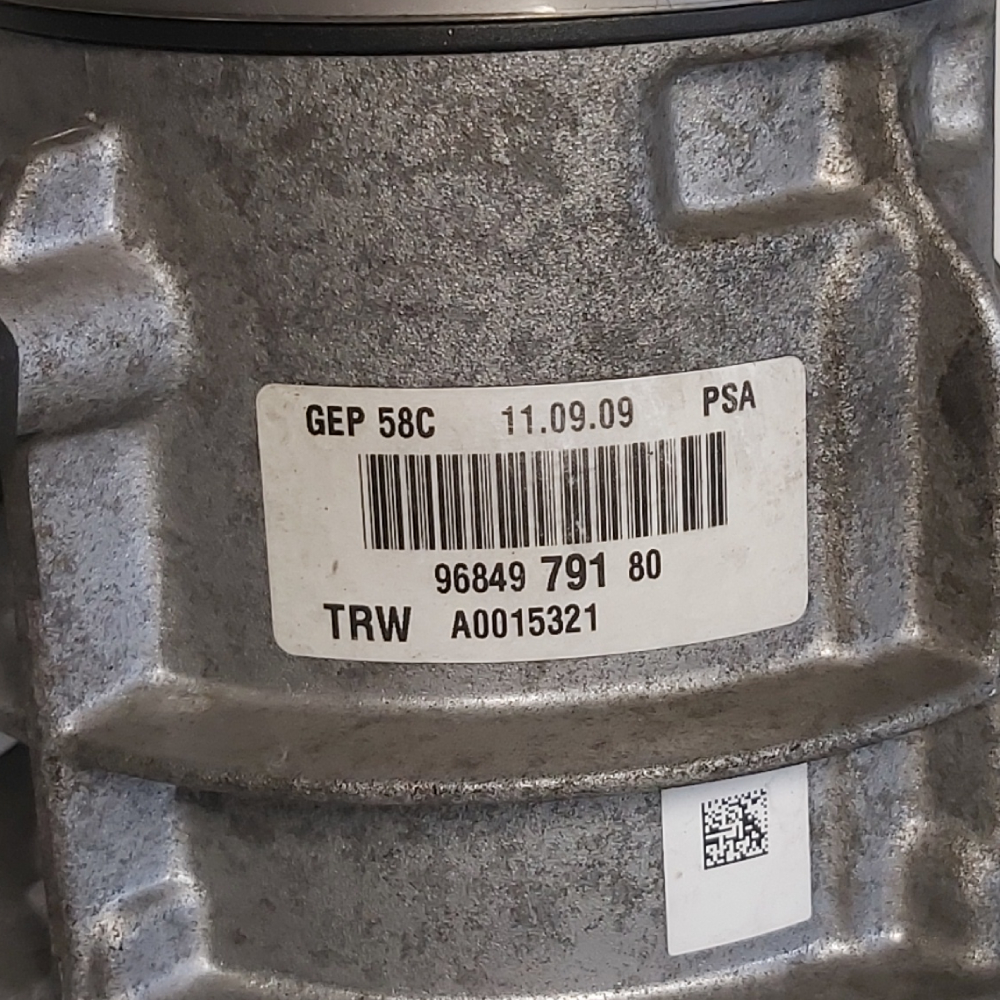 GEP 58C 11.09.09 PSA
96849 791 80
TRW A0015321